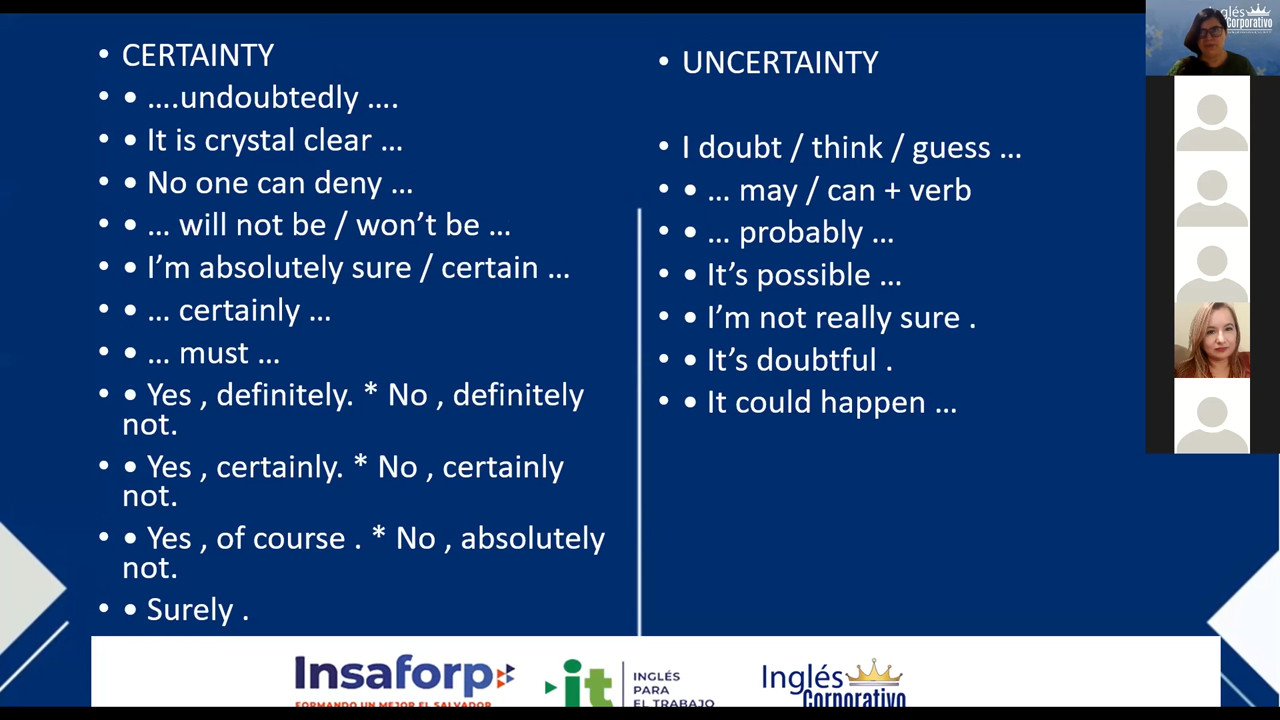 • CERTAINTY
• • ....undoubtedly ....
• • It is crystal clear ...
• • No one can deny ...
• • ... will not be / won’t be ...
• • I’m absolutely sure / certain ...
• • ... certainly ...
• • ... must ...
• • Yes , definitely. * No , definitely
not.
• • Yes , certainly. * No , certainly
not.
• • Yes , of course . * No , absolutely
not.
• • Surely .
• UNCERTAINTY
• I doubt / think / guess ...
• • ... may / can + verb
• • ... probably ...
• • It’s possible ...
• • I’m not really sure .
• • It’s doubtful .
• • It could happen ...
Inglés
Corporativo
Insaforp
FORMANDO UN MEJOR EL SALVADOR
it
INGLÉS
PARA
EL TRABAJO
Inglés
Corporativo